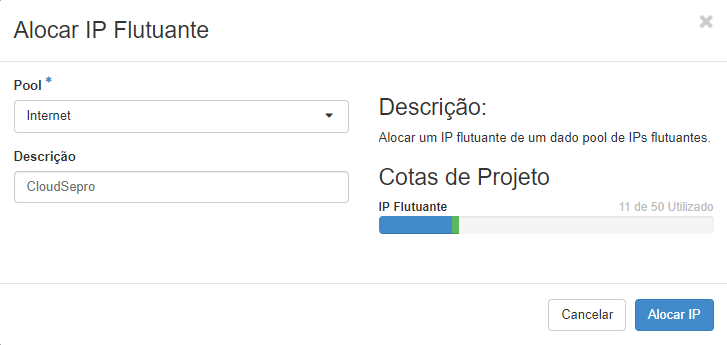 Alocar IP Flutuante
×
Pool *
Internet
Descrição
CloudSepro
Descrição:
Alocar um IP flutuante de um dado pool de IPs flutuantes.
Cotas de Projeto
IP Flutuante
11 de 50 Utilizado
Cancelar
Alocar IP